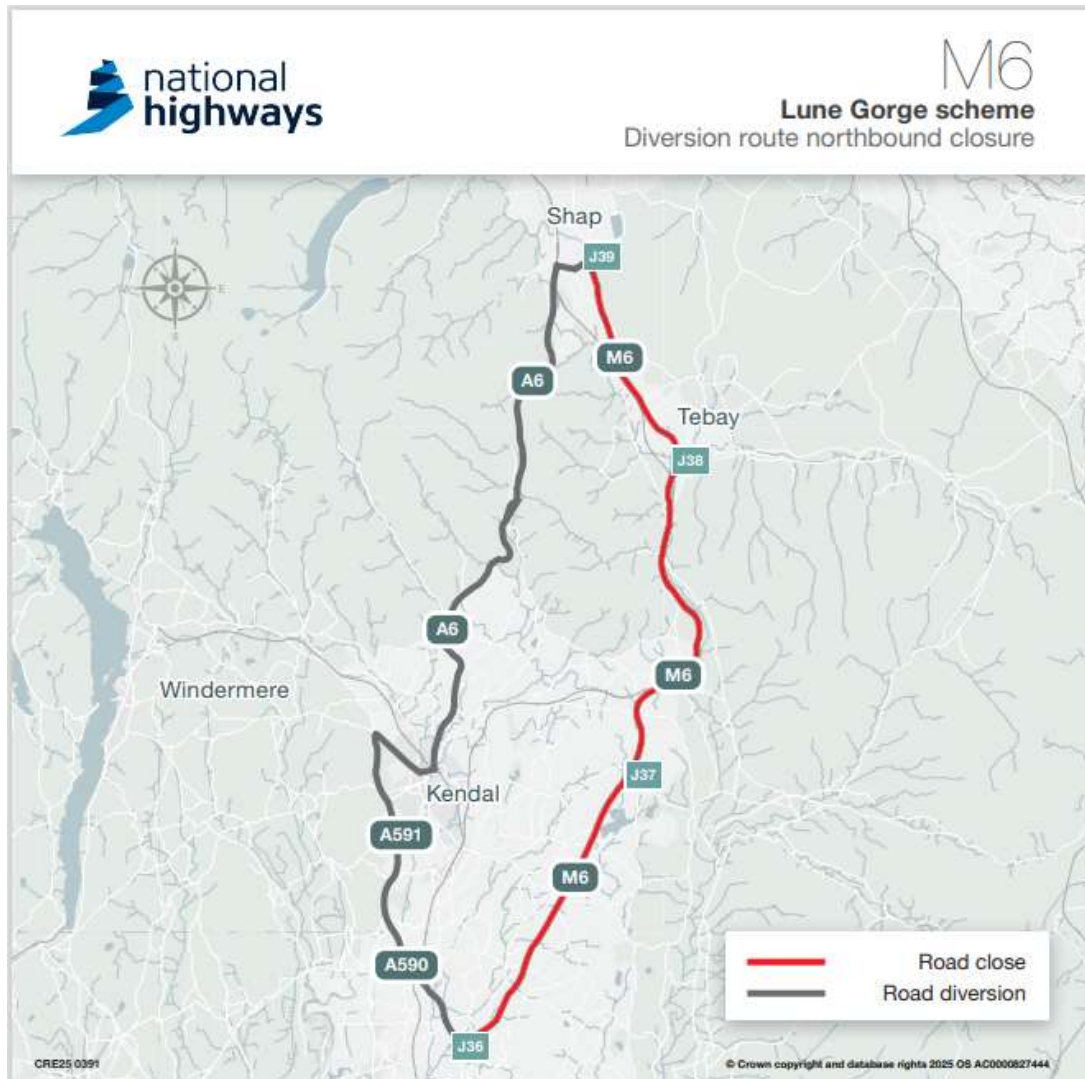 national
highways
M6
Lune Gorge scheme
Diversion route northbound closure
Shap
J39
M6
A6
Tebay
J38
A6
M6
Windermere
J37
Kendal
A591
M6
A590
J36
Road close
Road diversion
CRE25 0391
© Crown copyright and database rights 2025 OS AC0000827444